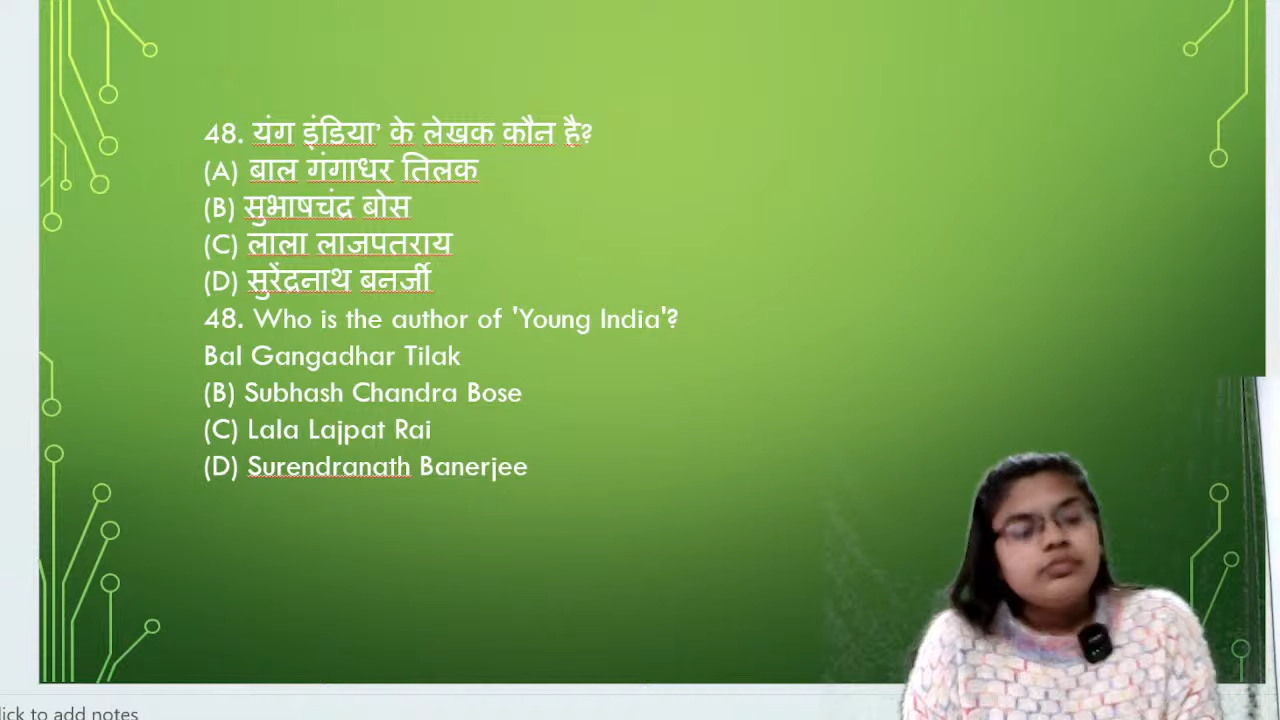 48. यंग इंडिया' के लेखक कौन है?
(A) बाल गंगाधर तिलक
(B) सुभाषचंद्र बोस
(C) लाला लाजपतराय
(D) सुरेंद्रनाथ बनर्जी
48. Who is the author of 'Young India'?
Bal Gangadhar Tilak
(B) Subhash Chandra Bose
(C) Lala Lajpat Rai
(D) Surendranath Banerjee
lick to add notes